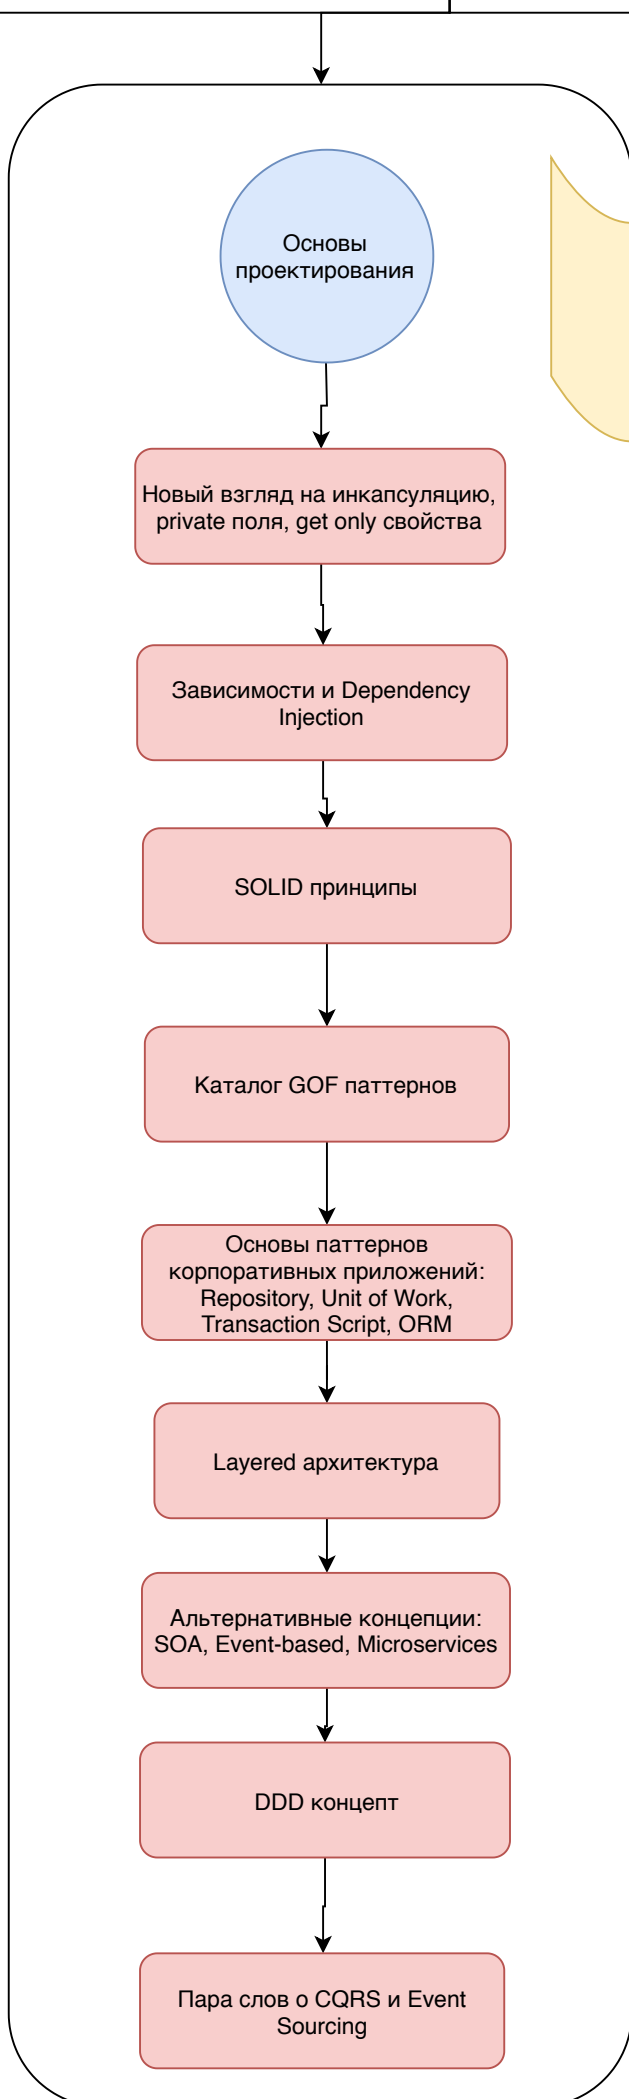 Основы
проектирования
Новый взгляд на инкапсуляцию,
private поля, get only свойства
Зависимости и Dependency
Injection
SOLID принципы
Каталог GOF паттернов
Основы паттернов
корпоративных приложений:
Repository, Unit of Work,
Transaction Script, ORM
Layered архитектура
Альтернативные концепции:
SOA, Event-based, Microservices
DDD концепт
Пара слов о CQRS и Event
Sourcing